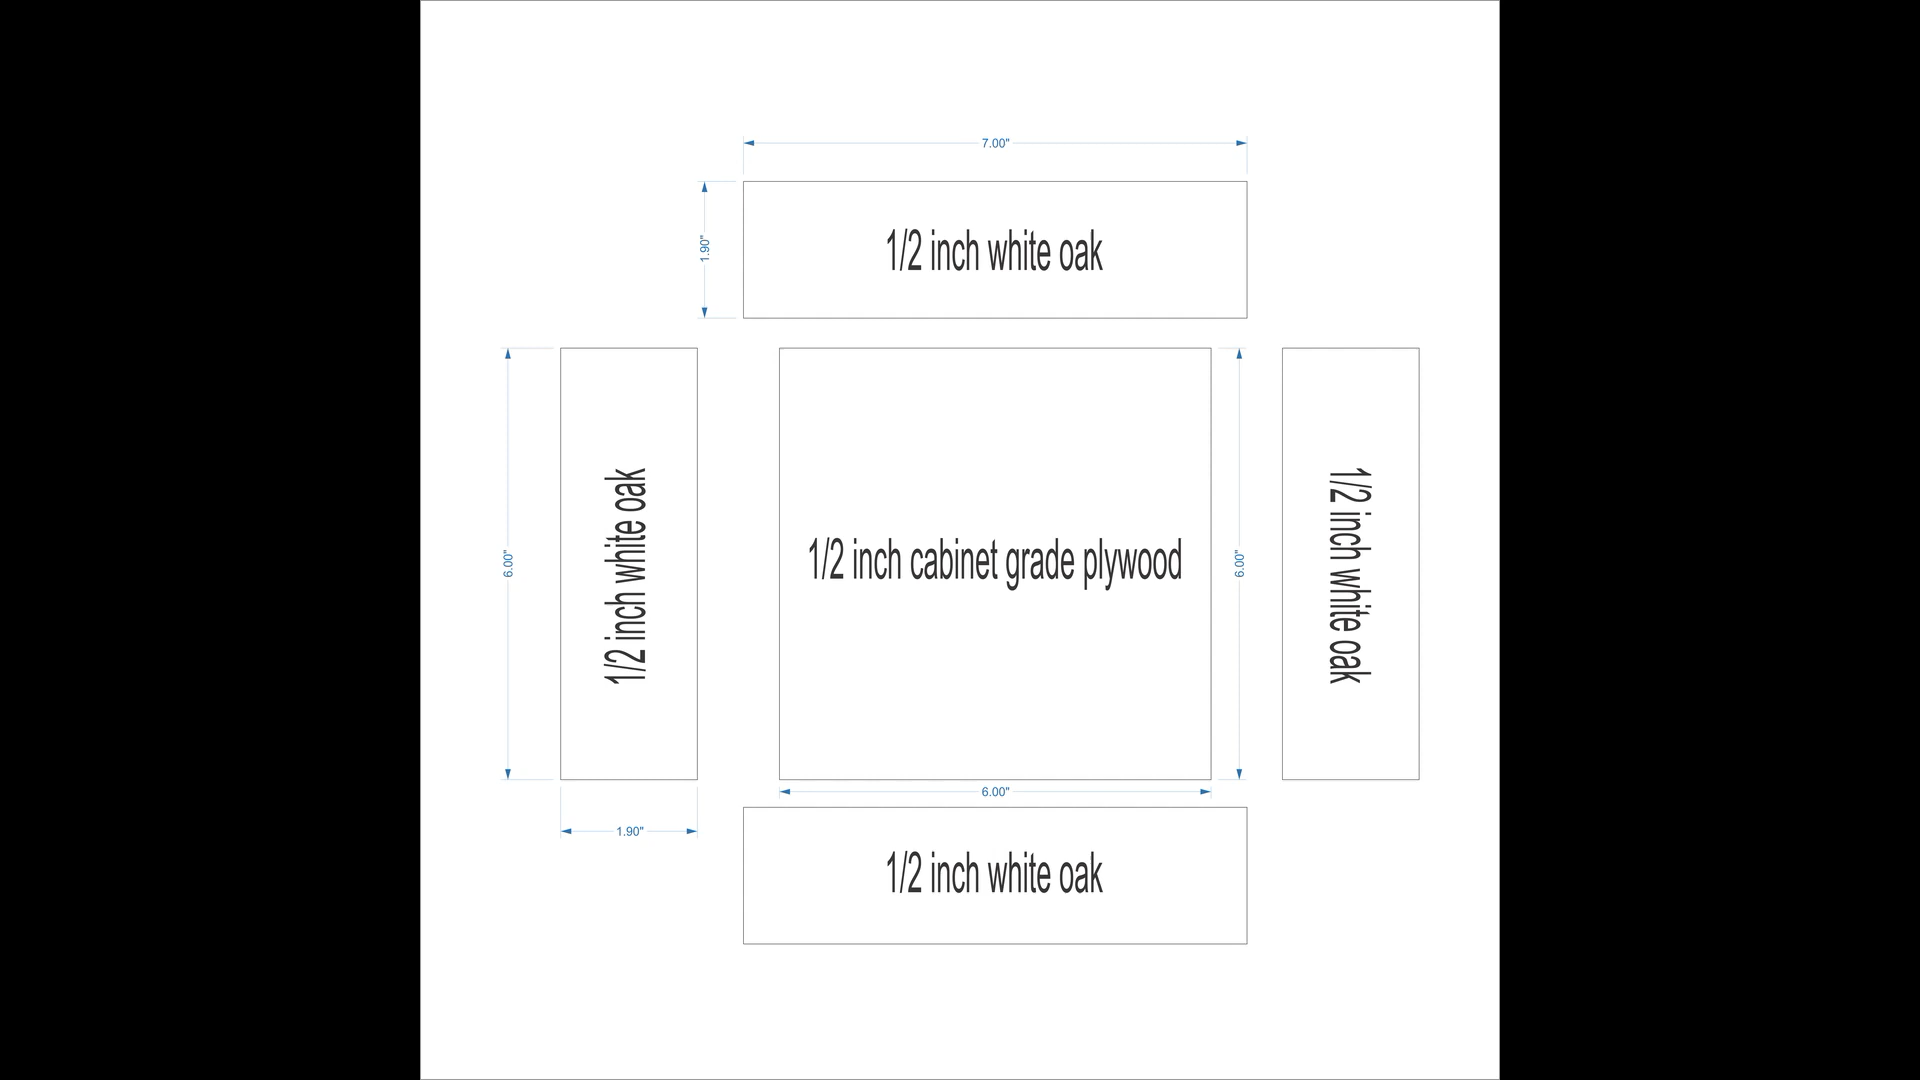 7.00"
1.90"
1/2 inch white oak
6.00"
1/2 inch white oak
1/2 inch cabinet grade plywood
6.00"
1/2 inch white oak
6.00"
1.90"
1/2 inch white oak